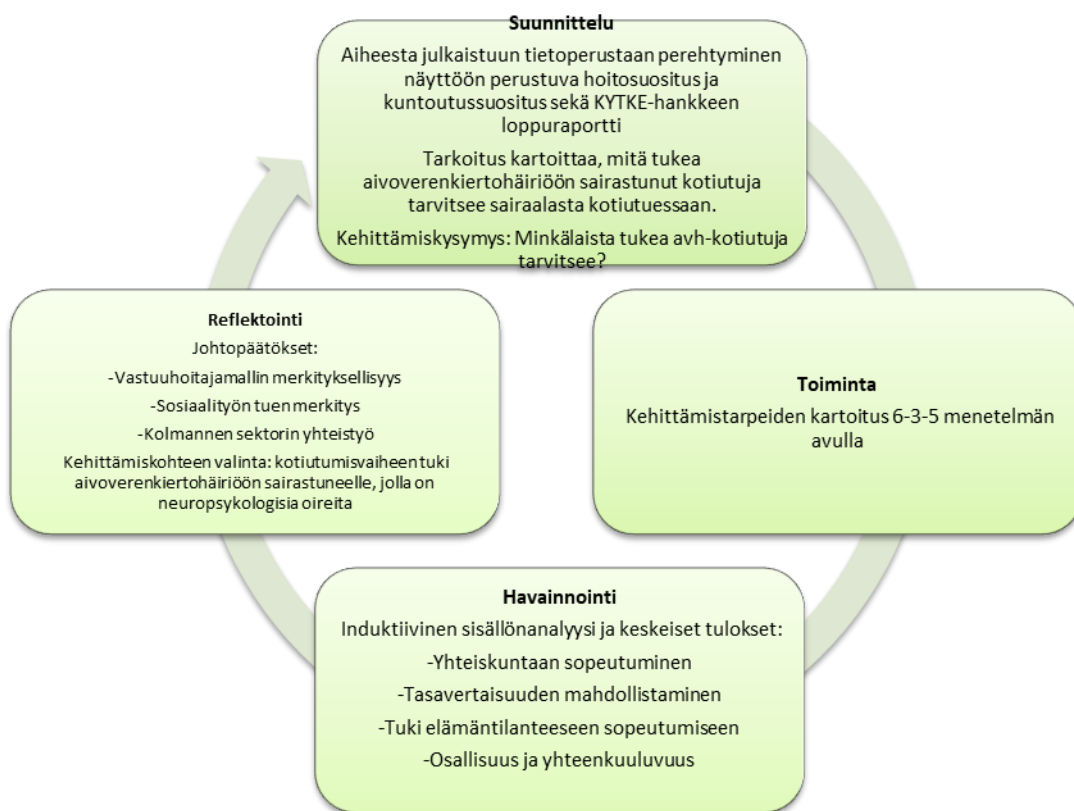 Suunnittelu
Aiheesta julkaistuun tietoperustaan perehtyminen
näyttöön perustuva hoitosuositus ja
kuntoutussuositus sekä KYTKE-hankkeen
loppuraportti
Tarkoitus kartoittaa, mitä tukea
aivoverenkiertohäiriöön sairastunut kotiutuja
tarvitsee sairaalasta kotiutuessaan.
Kehittämiskysymys: Minkälaista tukea avh-kotiutuja
tarvitsee?
Toiminta
Kehittämistarpeiden kartoitus 6-3-5 menetelmän
avulla
Havainnointi
Induktiivinen sisällönanalyysi ja keskeiset tulokset:
-Yhteiskuntaan sopeutuminen
-Tasavertaisuuden mahdollistaminen
-Tuki elämäntilanteeseen sopeutumiseen
-Osallisuus ja yhteenkuuluvuus
Reflektointi
Johtopäätökset:
-Vastuuhoitajamallin merkityksellisyys
-Sosiaalityön tuen merkitys
-Kolmannen sektorin yhteistyö
Kehittämiskohteen valinta: kotiutumisvaiheen tuki
aivoverenkiertohäiriöön sairastuneelle, jolla on
neuropsykologisia oireita